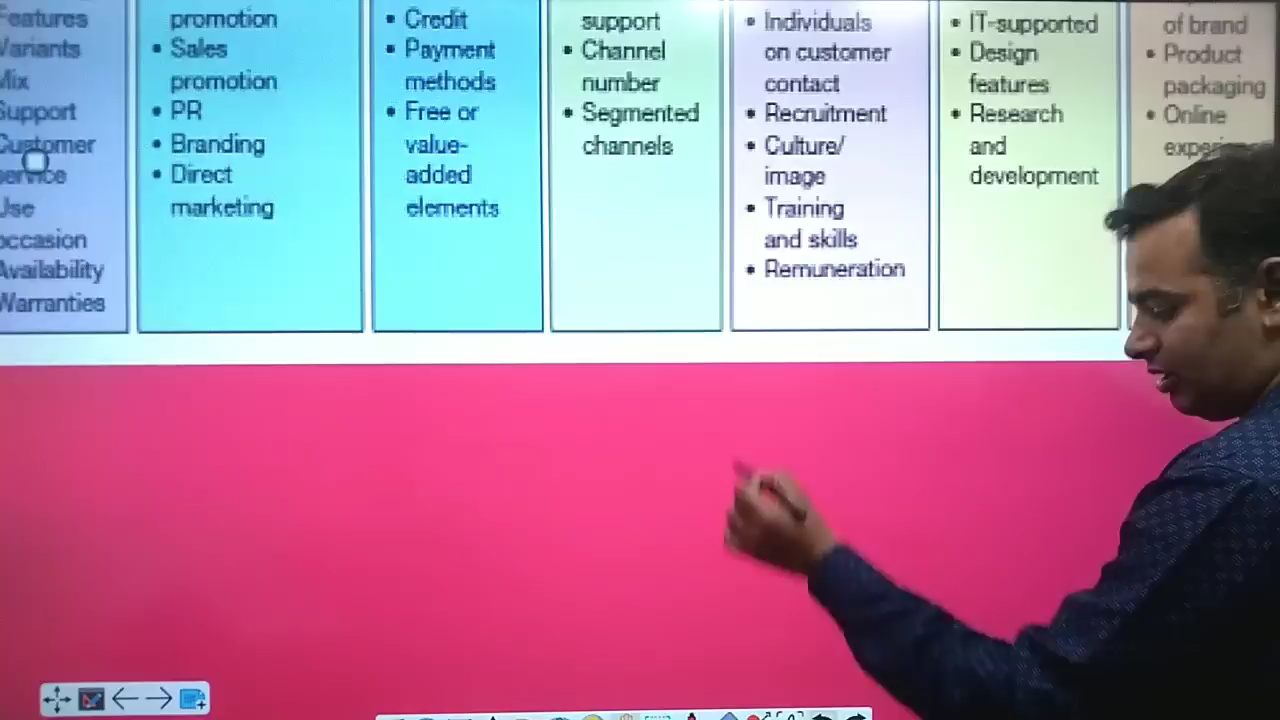 Features
Variants
Mix
Support
Customer
service
Use
occasion
Availability
Warranties
promotion
• Sales
promotion
• PR
• Branding
• Direct
marketing
• Credit
• Payment
methods
• Free or
value-
added
elements
support
• Channel
number
• Segmented
channels
• Individuals
on customer
contact
• Recruitment
• Culture/
image
• Training
and skills
• Remuneration
• IT-supported
• Design
features
• Research
and
development
of brand
• Product
packaging
• Online